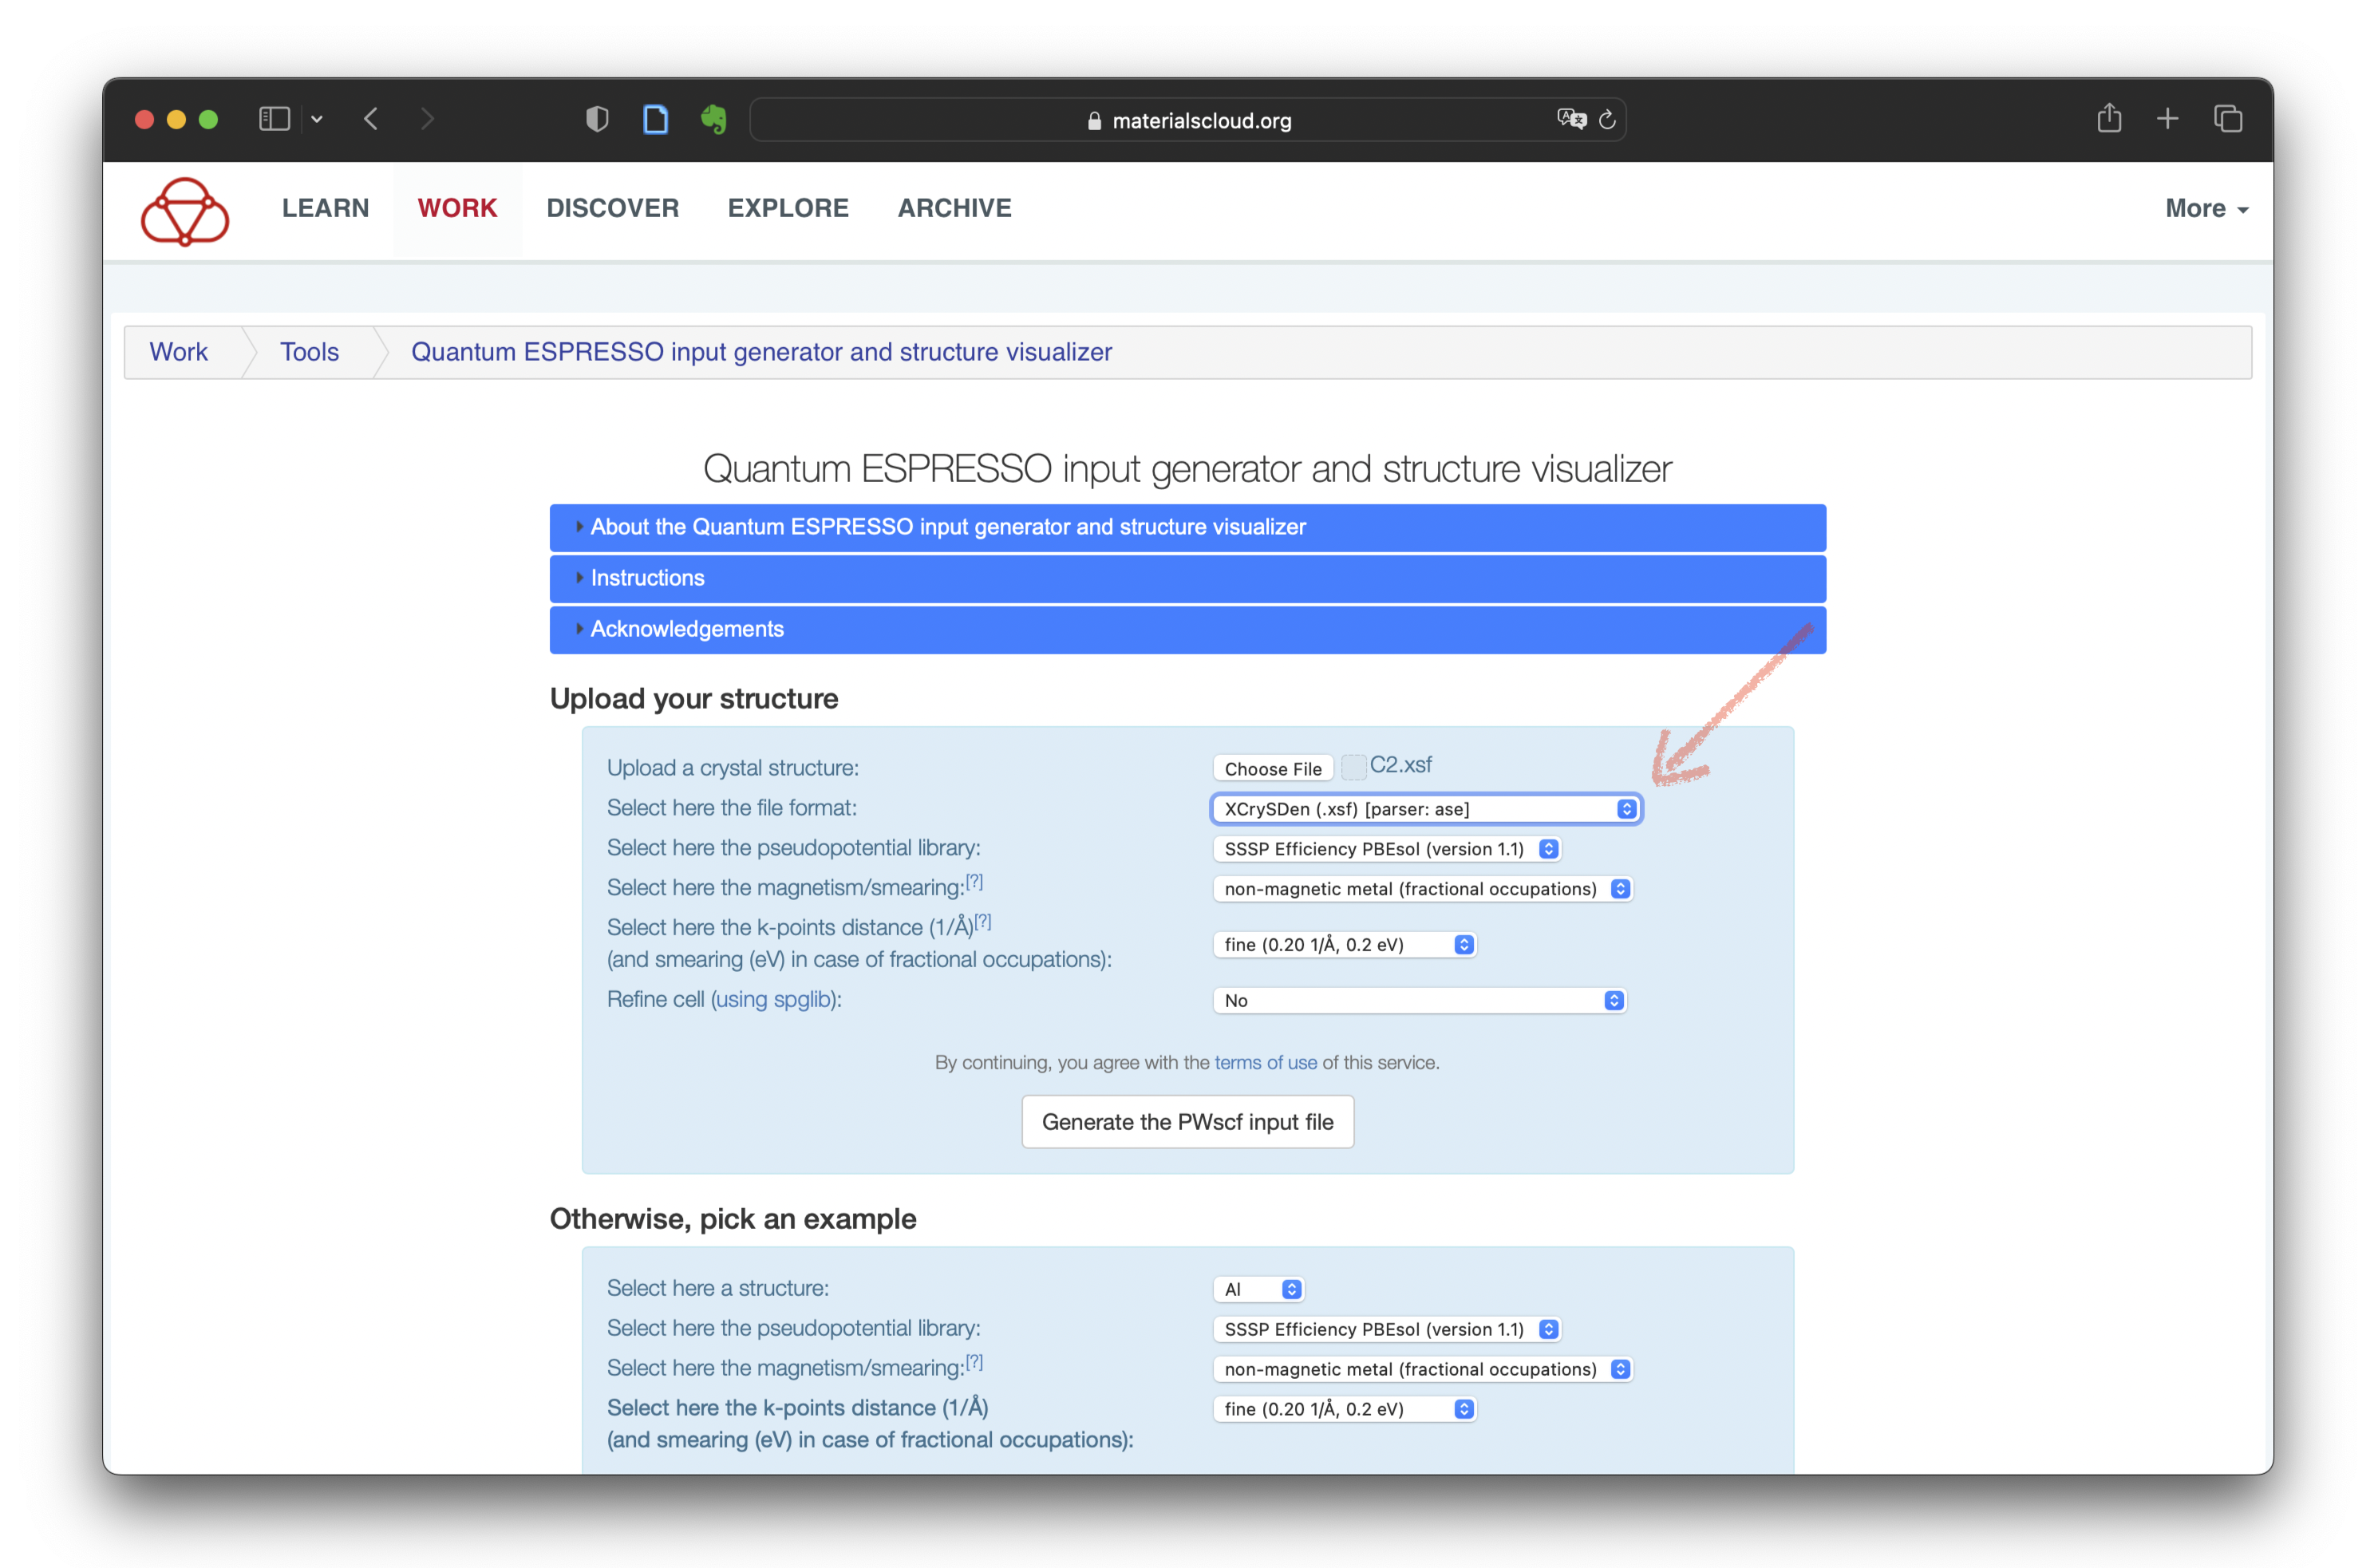 materialscloud.org
LEARN
WORK
DISCOVER
EXPLORE
ARCHIVE
More
Work
Tools
Quantum ESPRESSO input generator and structure visualizer
Quantum ESPRESSO input generator and structure visualizer
About the Quantum ESPRESSO input generator and structure visualizer
Instructions
Acknowledgements
Upload your structure
Upload a crystal structure: Choose File C2.xsf
Select here the file format: XCrySDen (.xsf) [parser: ase]
Select here the pseudopotential library: SSSP Efficiency PBEsol (version 1.1)
Select here the magnetism/smearing:[?] non-magnetic metal (fractional occupations)
Select here the k-points distance (1/Å)[?]
(and smearing (eV) in case of fractional occupations): fine (0.20 1/Å, 0.2 eV)
Refine cell (using spglib): No
By continuing, you agree with the terms of use of this service.
Generate the PWscf input file
Otherwise, pick an example
Select here a structure: Al
Select here the pseudopotential library: SSSP Efficiency PBEsol (version 1.1)
Select here the magnetism/smearing:[?] non-magnetic metal (fractional occupations)
Select here the k-points distance (1/Å) fine (0.20 1/Å, 0.2 eV)
(and smearing (eV) in case of fractional occupations):